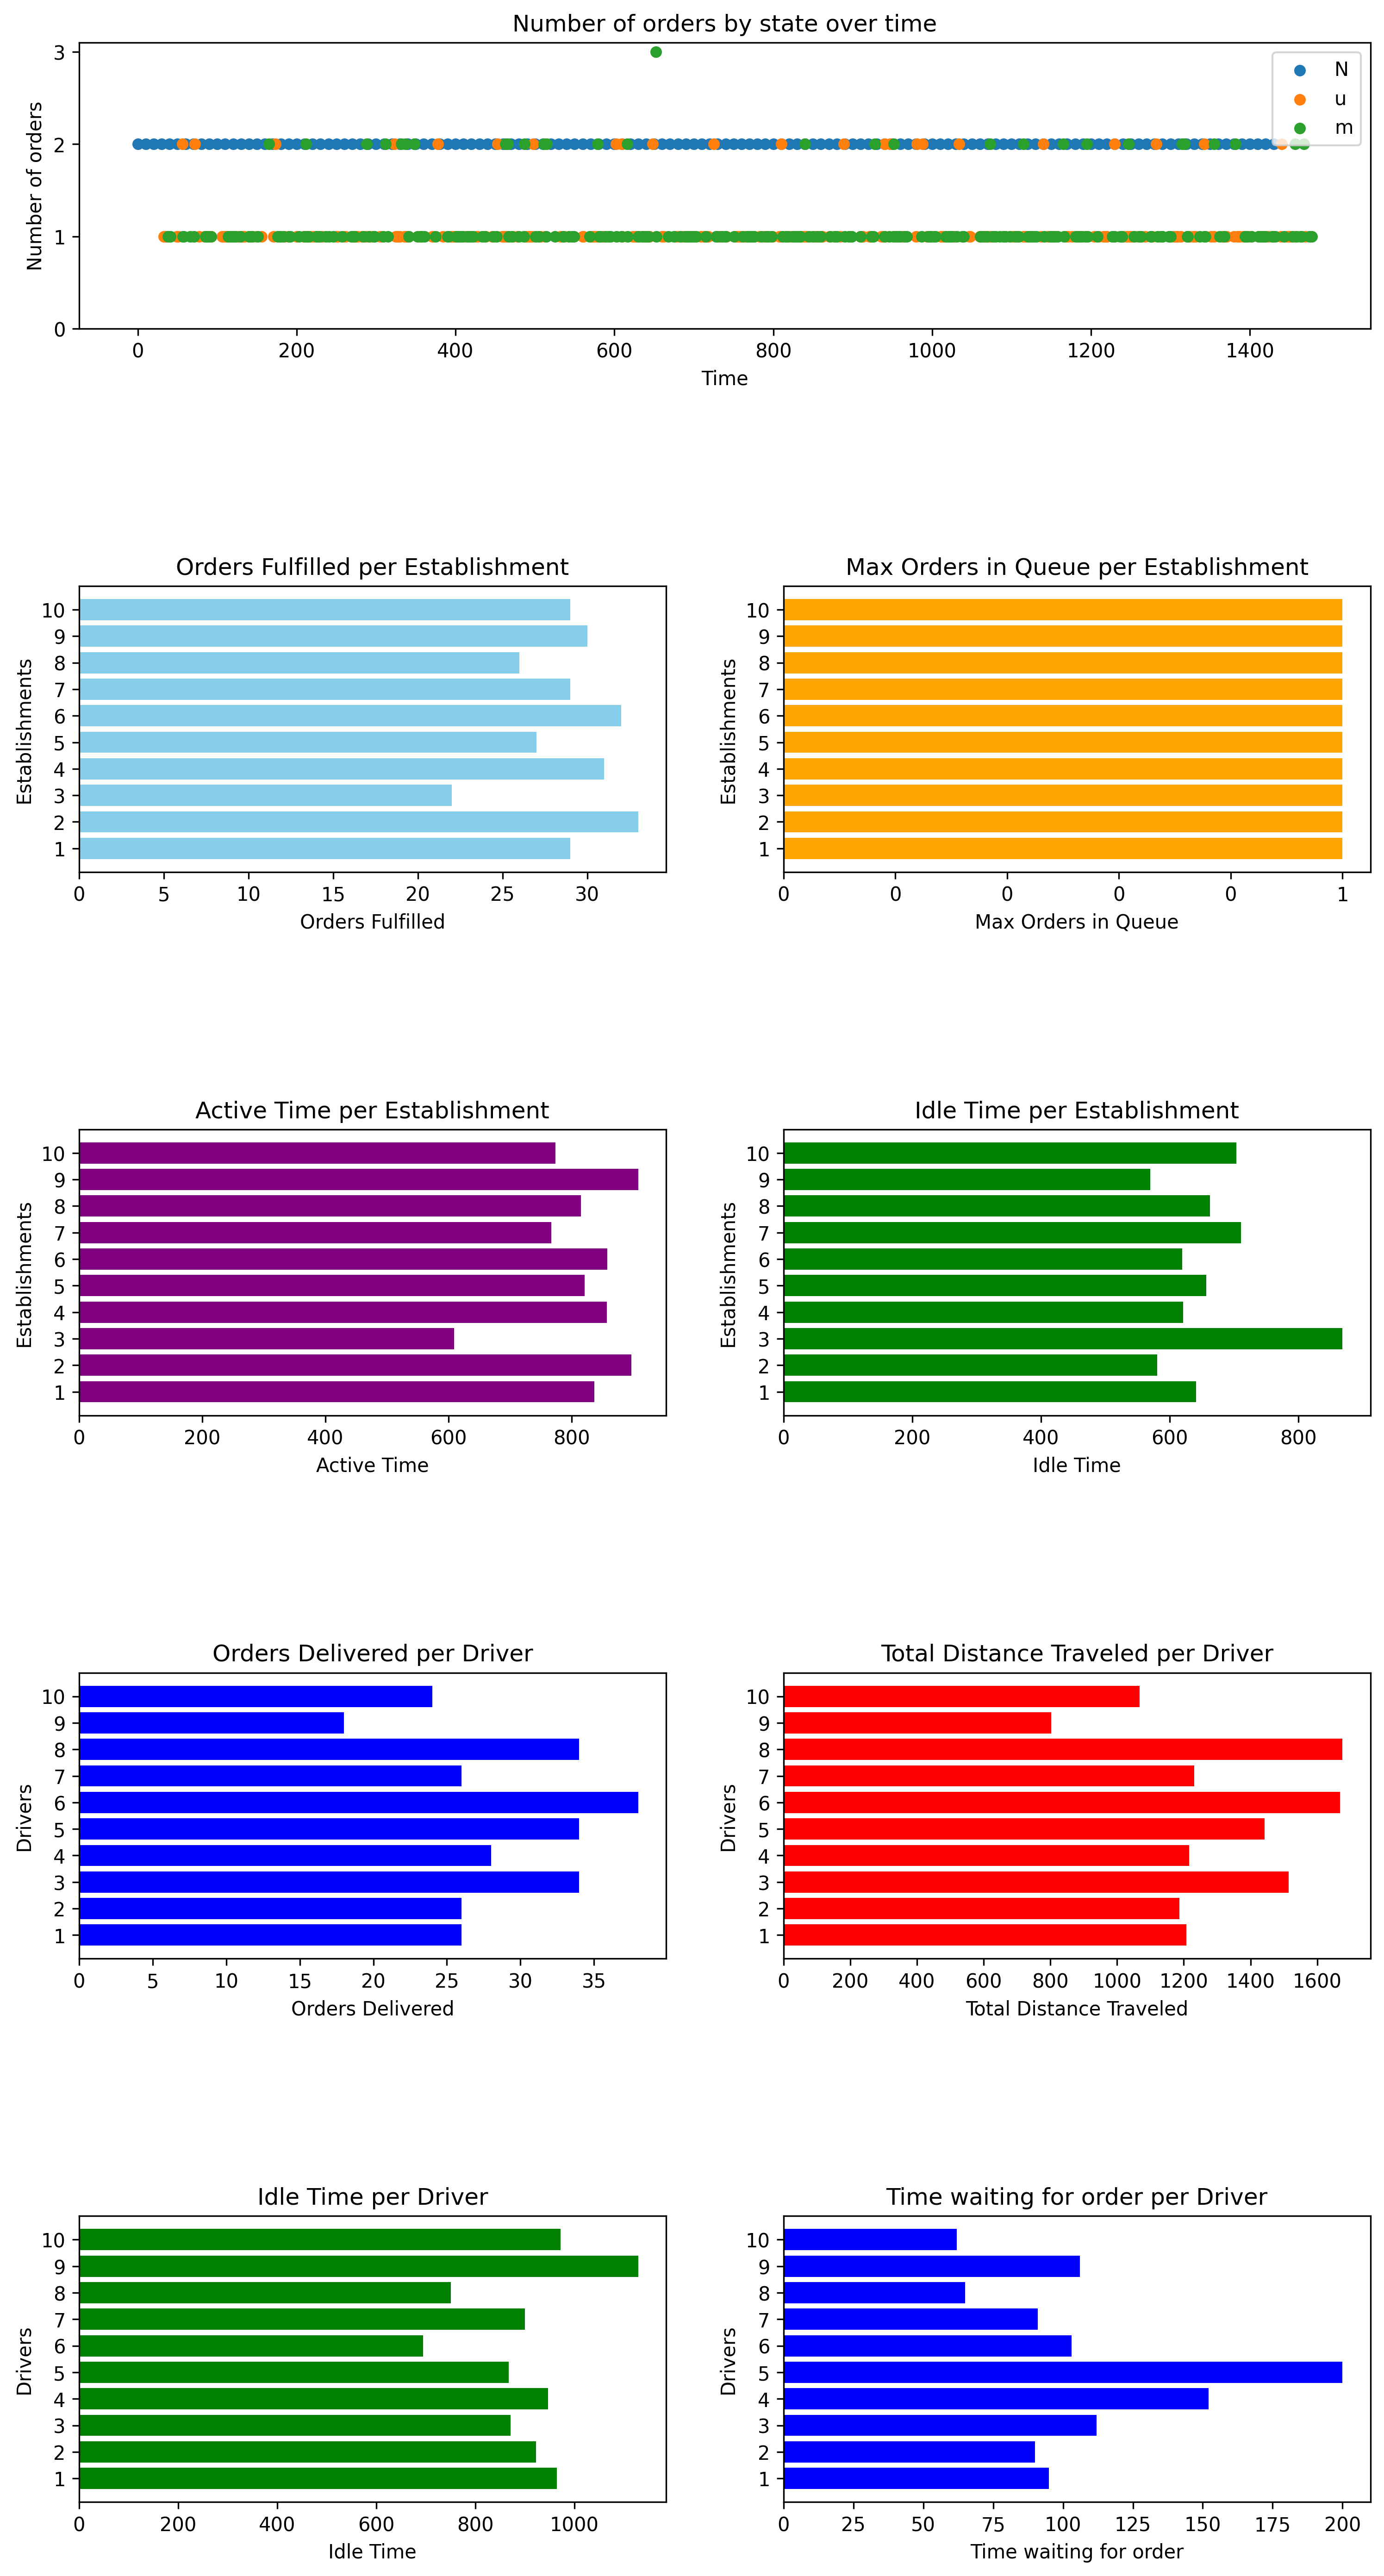 Number of orders by state over time
Number of orders
3
2
1
0
N
u
m
0 200 400 600 800 1000 1200 1400
Time
Orders Fulfilled per Establishment
Establishments
10
9
8
7
6
5
4
3
2
1
0 5 10 15 20 25 30
Orders Fulfilled
Max Orders in Queue per Establishment
Establishments
10
9
8
7
6
5
4
3
2
1
0 0 0 0 0 1
Max Orders in Queue
Active Time per Establishment
Establishments
10
9
8
7
6
5
4
3
2
1
0 200 400 600 800
Active Time
Idle Time per Establishment
Establishments
10
9
8
7
6
5
4
3
2
1
0 200 400 600 800
Idle Time
Orders Delivered per Driver
Drivers
10
9
8
7
6
5
4
3
2
1
0 5 10 15 20 25 30 35
Orders Delivered
Total Distance Traveled per Driver
Drivers
10
9
8
7
6
5
4
3
2
1
0 200 400 600 800 1000 1200 1400 1600
Total Distance Traveled
Idle Time per Driver
Drivers
10
9
8
7
6
5
4
3
2
1
0 200 400 600 800 1000
Idle Time
Time waiting for order per Driver
Drivers
10
9
8
7
6
5
4
3
2
1
0 25 50 75 100 125 150 175 200
Time waiting for order